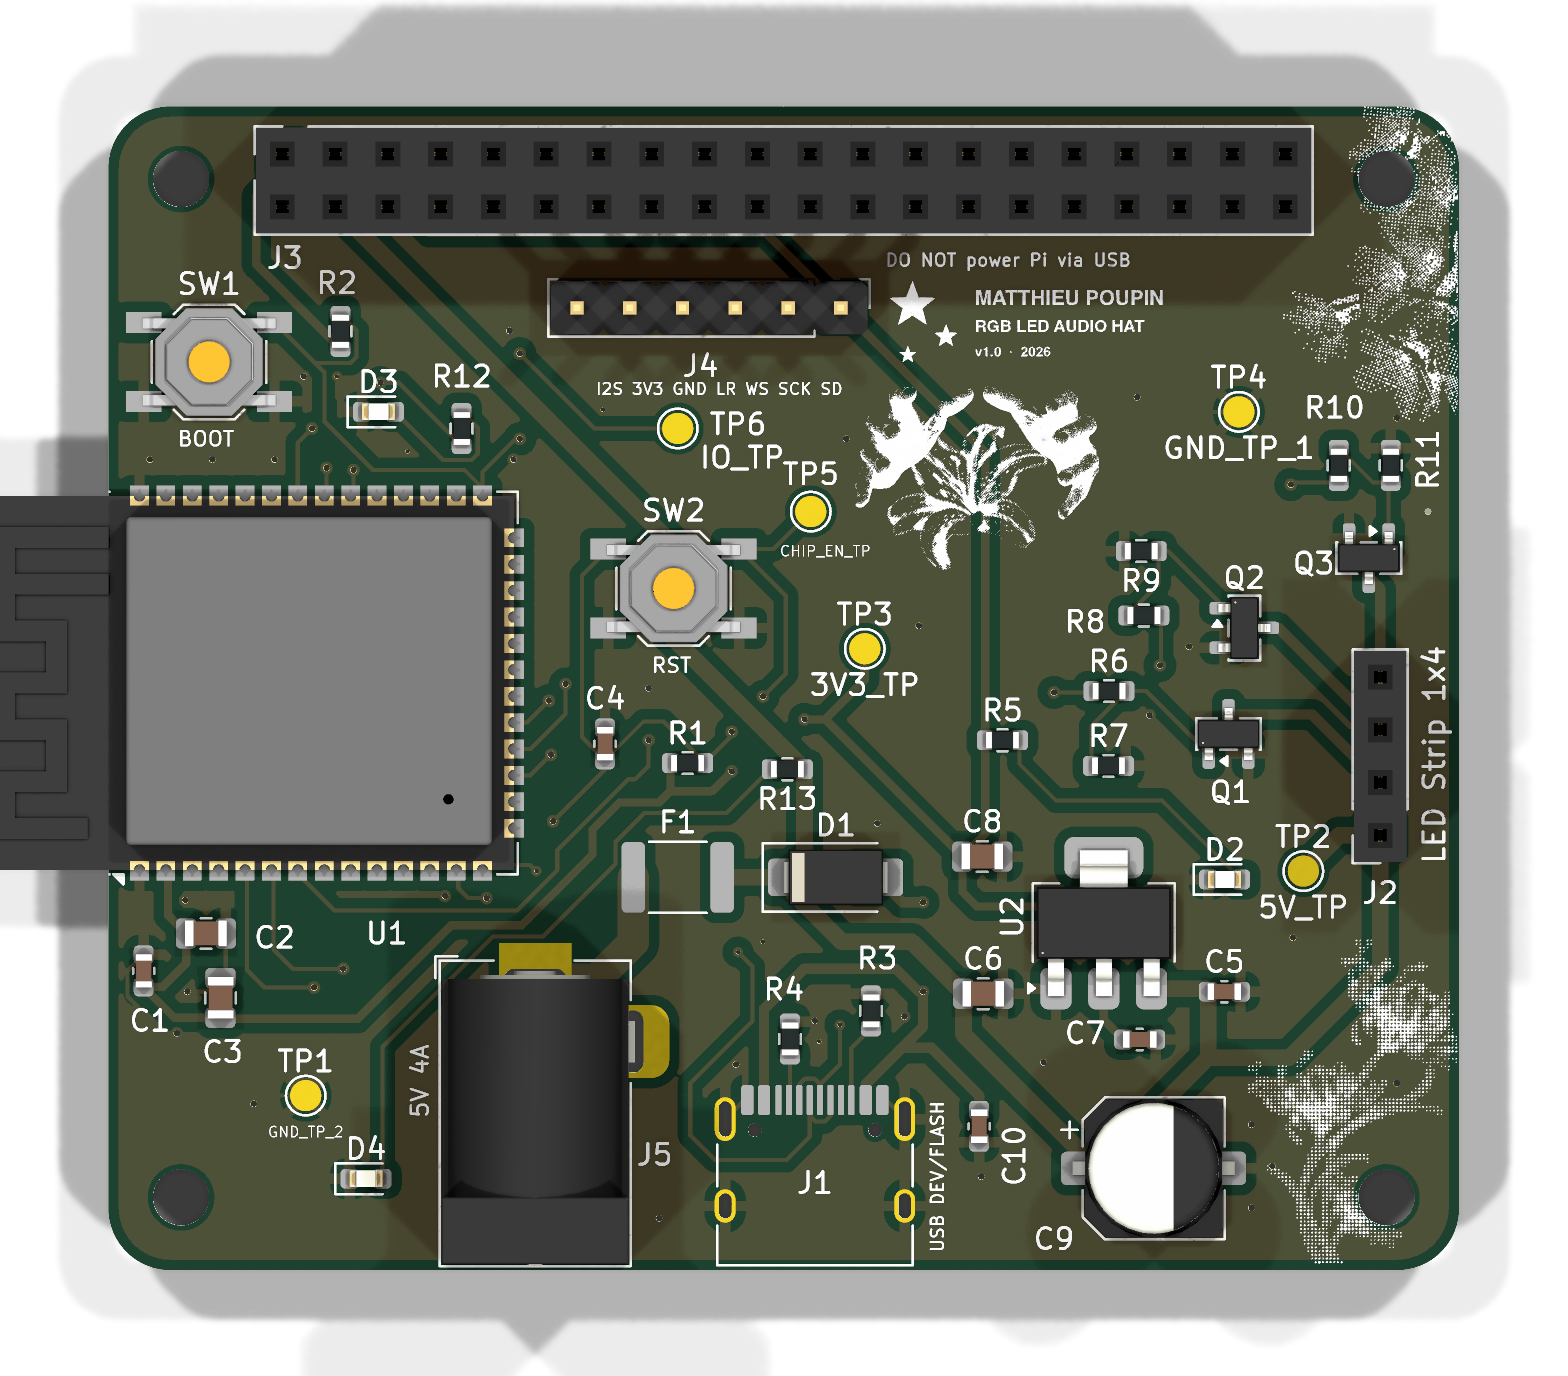 J3
DO NOT power Pi via USB
SW1
R2
MATTHIEU POUPIN
RGB LED AUDIO HAT
v1.0 · 2026
J4
I2S 3V3 GND LR WS SCK SD
D3
R12
BOOT
TP6
IO_TP
TP5
CHIP_EN_TP
TP4
GND_TP_1
R10
R11
SW2
RST
Q3
R9
Q2
R8
TP3
3V3_TP
R6
C4
R5
R1
R7
Q1
LED Strip 1x4
R13
F1
D1
C8
D2
TP2
5V_TP
J2
U2
U1
C2
C1
C3
R3
R4
C6
C5
C7
TP1
GND_TP_2
D4
5V 4A
J5
J1
USB DEV/FLASH
C10
+
C9